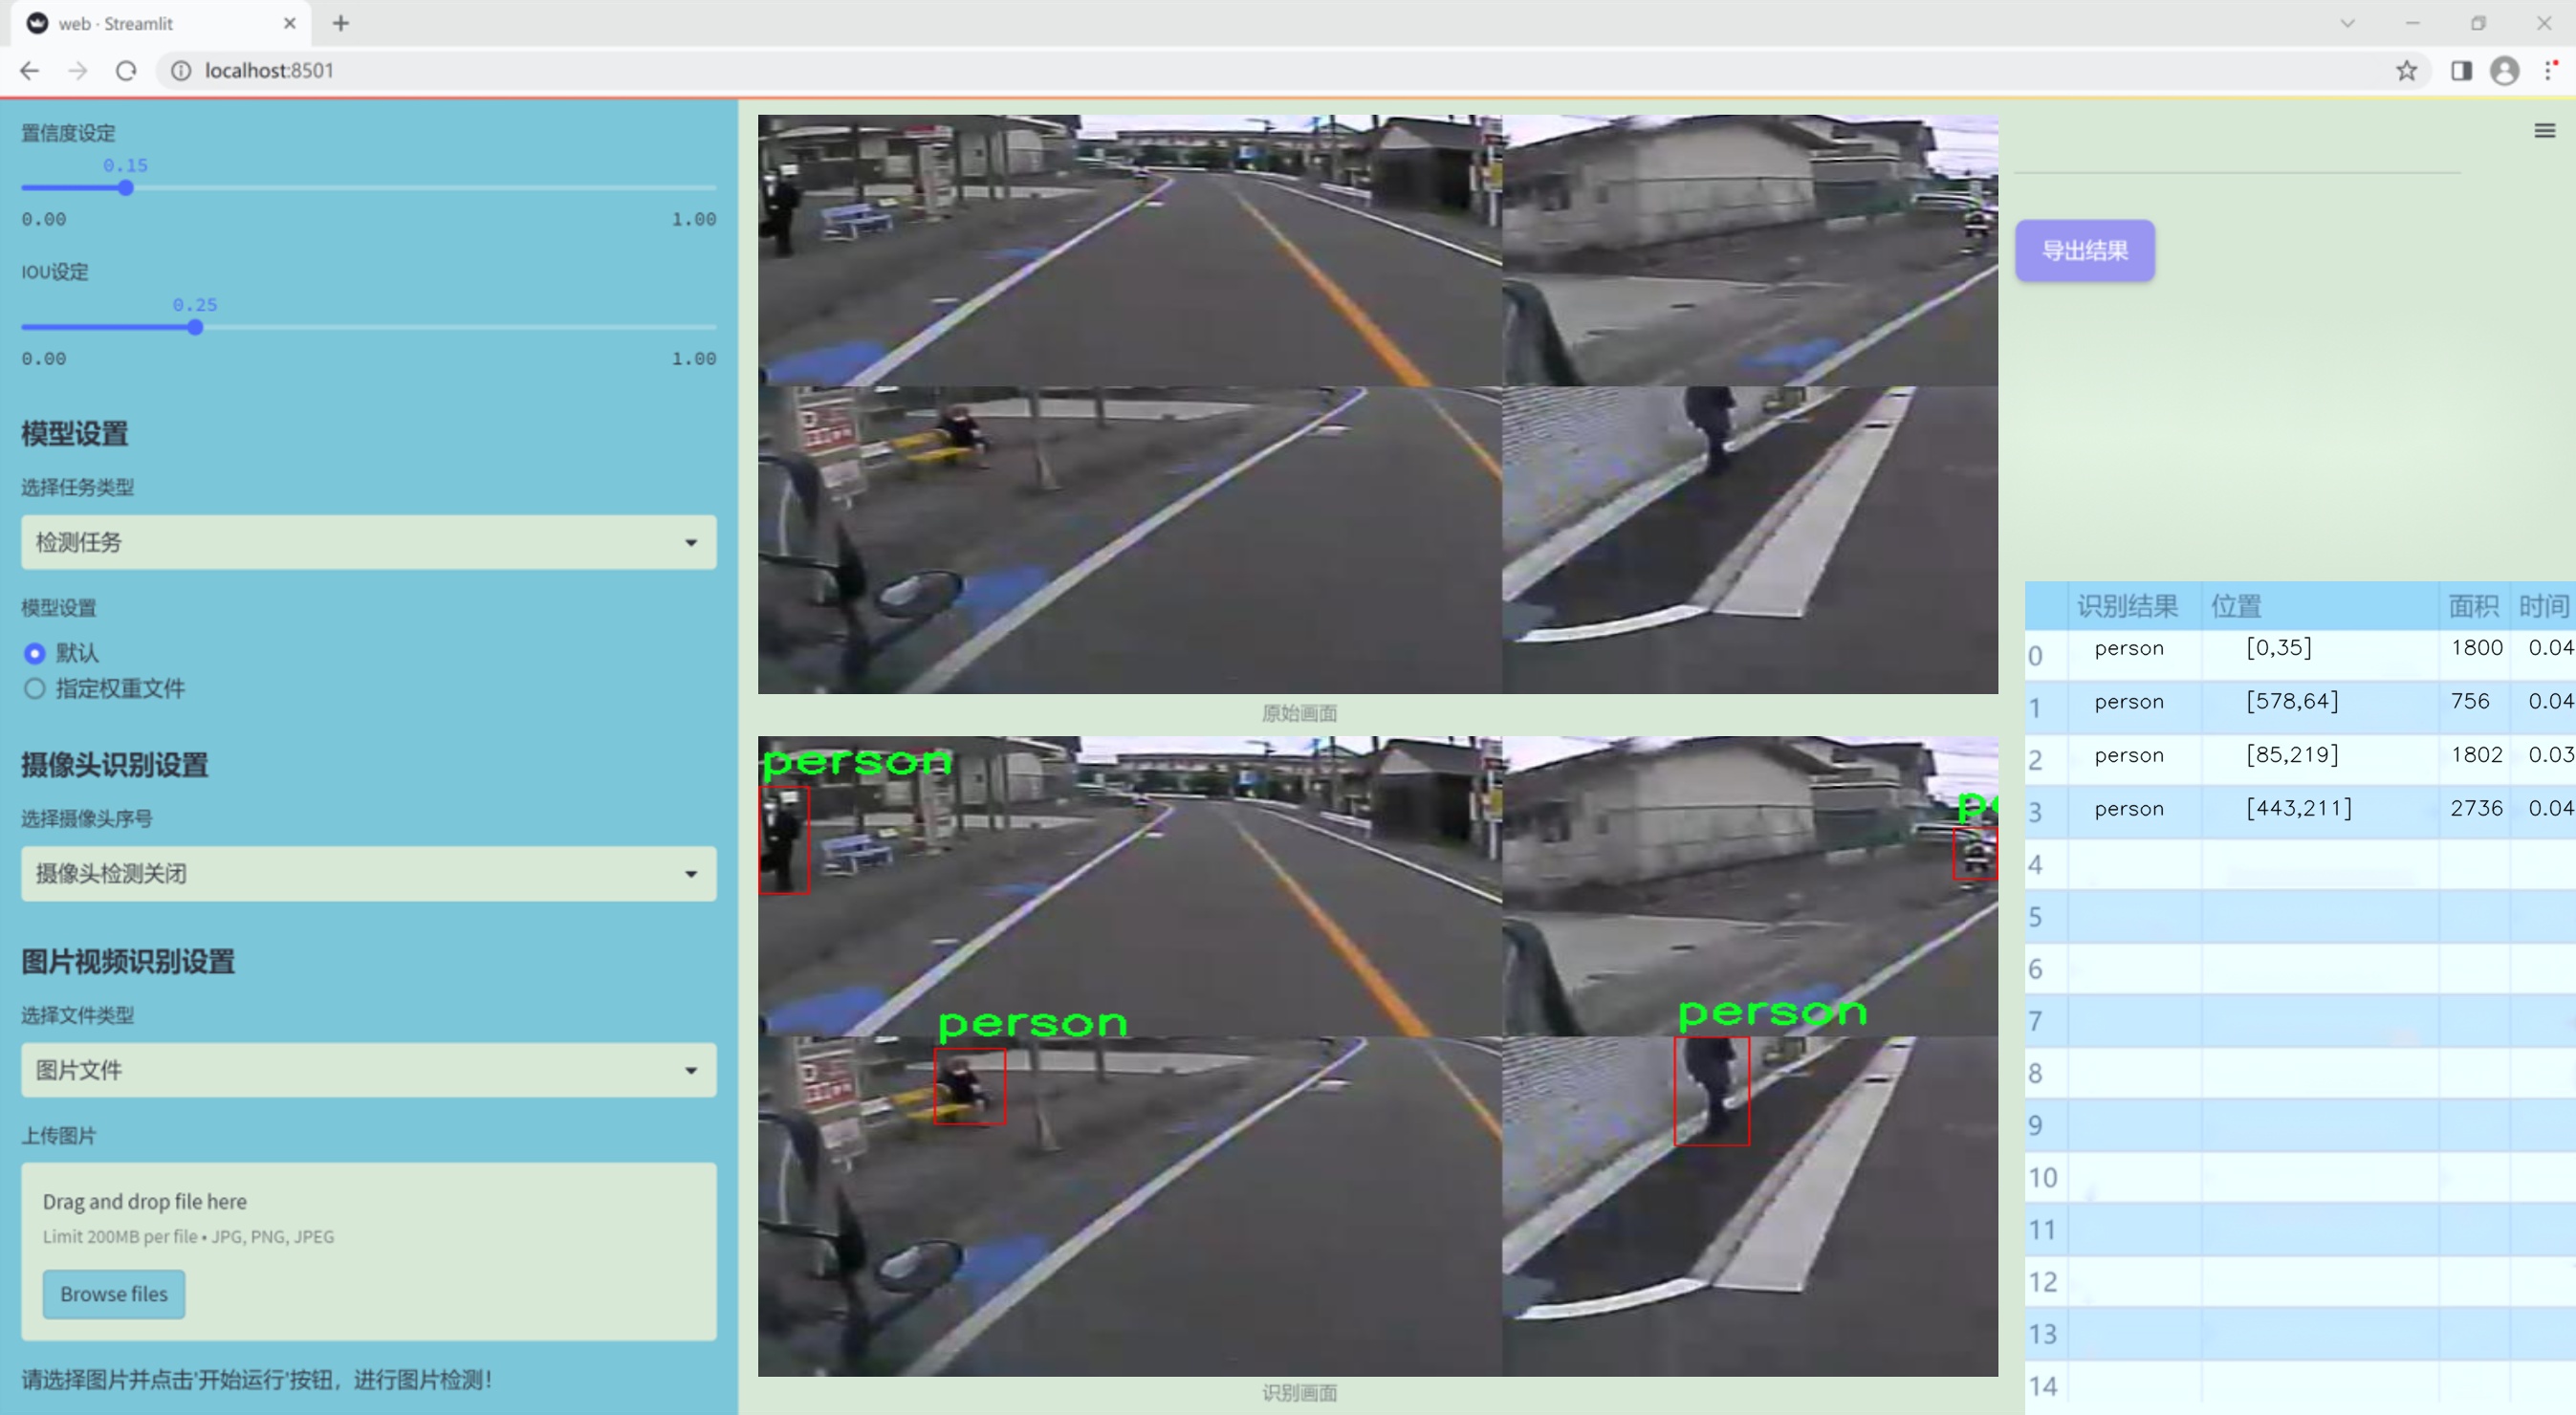 web · Streamlit
localhost:8501
置信度设定
0.15
0.00 1.00
IOU设定
0.25
0.00 1.00
模型设置
选择任务类型
检测任务
模型设置
默认
指定权重文件
摄像头识别设置
选择摄像头序号
摄像头检测关闭
图片视频识别设置
选择文件类型
图片文件
上传图片
Drag and drop file here
Limit 200MB per file • JPG, PNG, JPEG
Browse files
请选择图片并点击'开始运行'按钮，进行图片检测！
原始画面
person
pe
person
person
识别画面
导出结果
识别结果 位置 面积 时间
0 person [0,35] 1800 0.04
1 person [578,64] 756 0.04
2 person [85,219] 1802 0.03
3 person [443,211] 2736 0.04
4
5
6
7
8
9
10
11
12
13
14